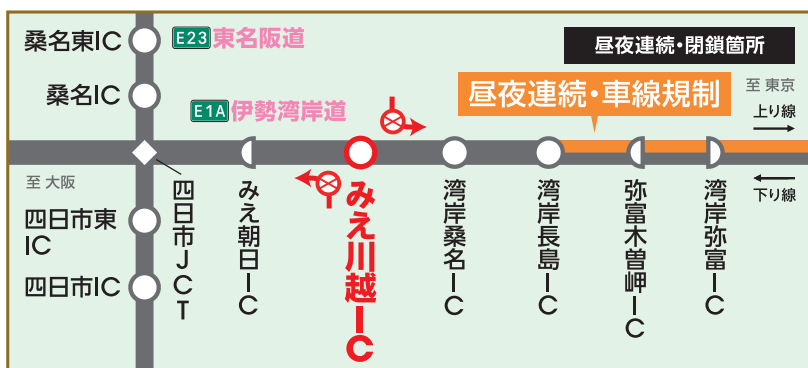 桑名東IC
E23 東名阪道
昼夜連続・閉鎖箇所
桑名IC
E1A 伊勢湾岸道
昼夜連続・車線規制
至 東京
上り線
至 大阪
下り線
四日市東
IC
四日市IC
四日市JCT
みえ朝日IC
みえ川越IC
湾岸桑名IC
湾岸長島IC
弥富木曽岬IC
湾岸弥富IC